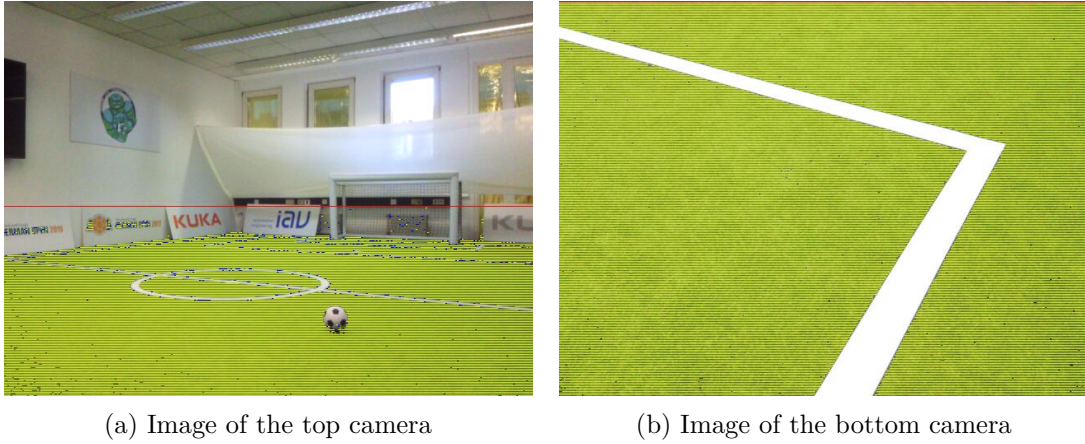 KUKA
iAV
KU
(a) Image of the top camera
(b) Image of the bottom camera